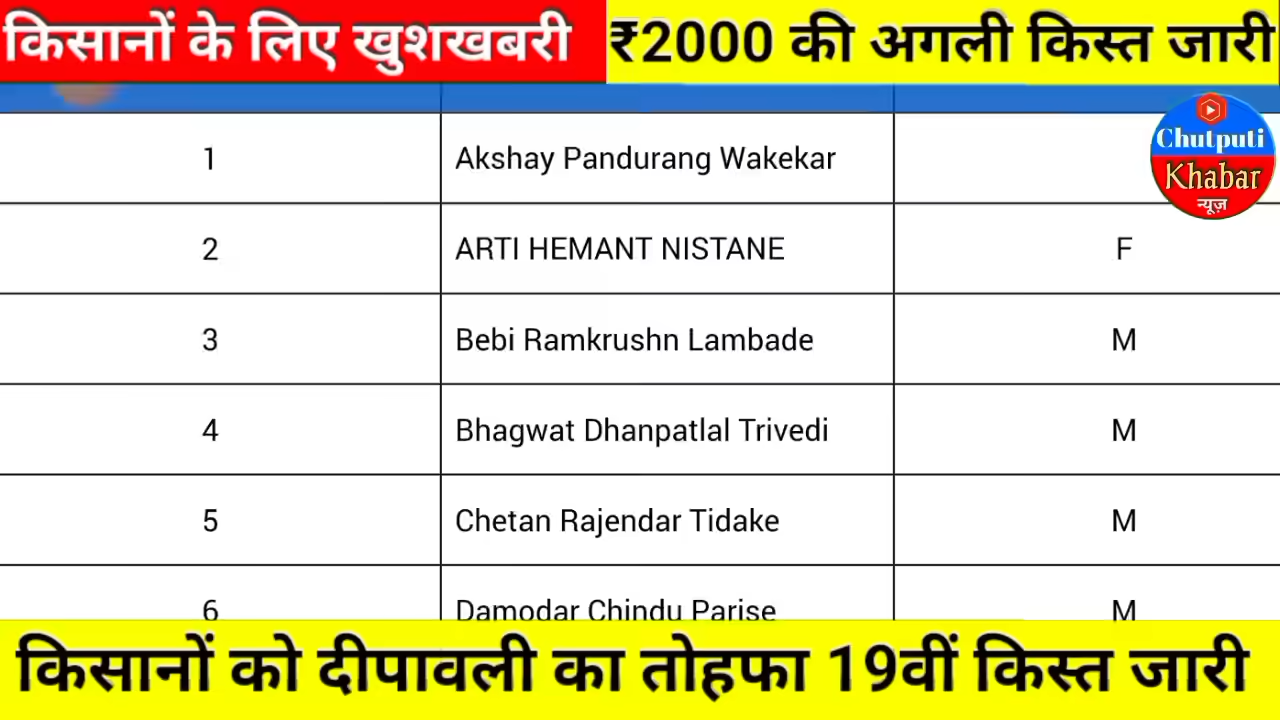 किसानों के लिए खुशखबरी ₹2000 की अगली किस्त जारी
1 Akshay Pandurang Wakekar
Chutputi
Khabar
न्यूज़
2 ARTI HEMANT NISTANE F
3 Bebi Ramkrushn Lambade M
4 Bhagwat Dhanpatlal Trivedi M
5 Chetan Rajendar Tidake M
6 Damodar Chindu Parise M
किसानों को दीपावली का तोहफा 19वीं किस्त जारी